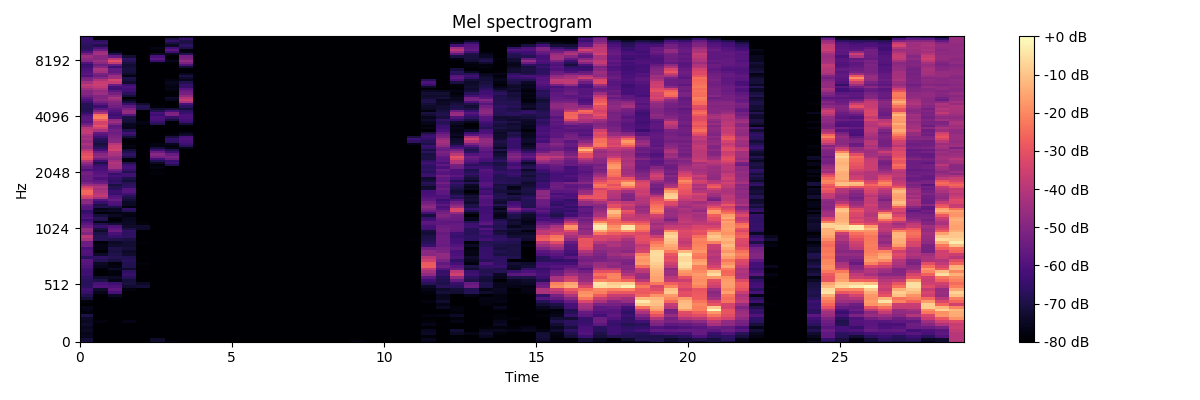 Mel spectrogram
Hz
8192
4096
2048
1024
512
0
0 5 10 15 20 25
Time
+0 dB
-10 dB
-20 dB
-30 dB
-40 dB
-50 dB
-60 dB
-70 dB
-80 dB